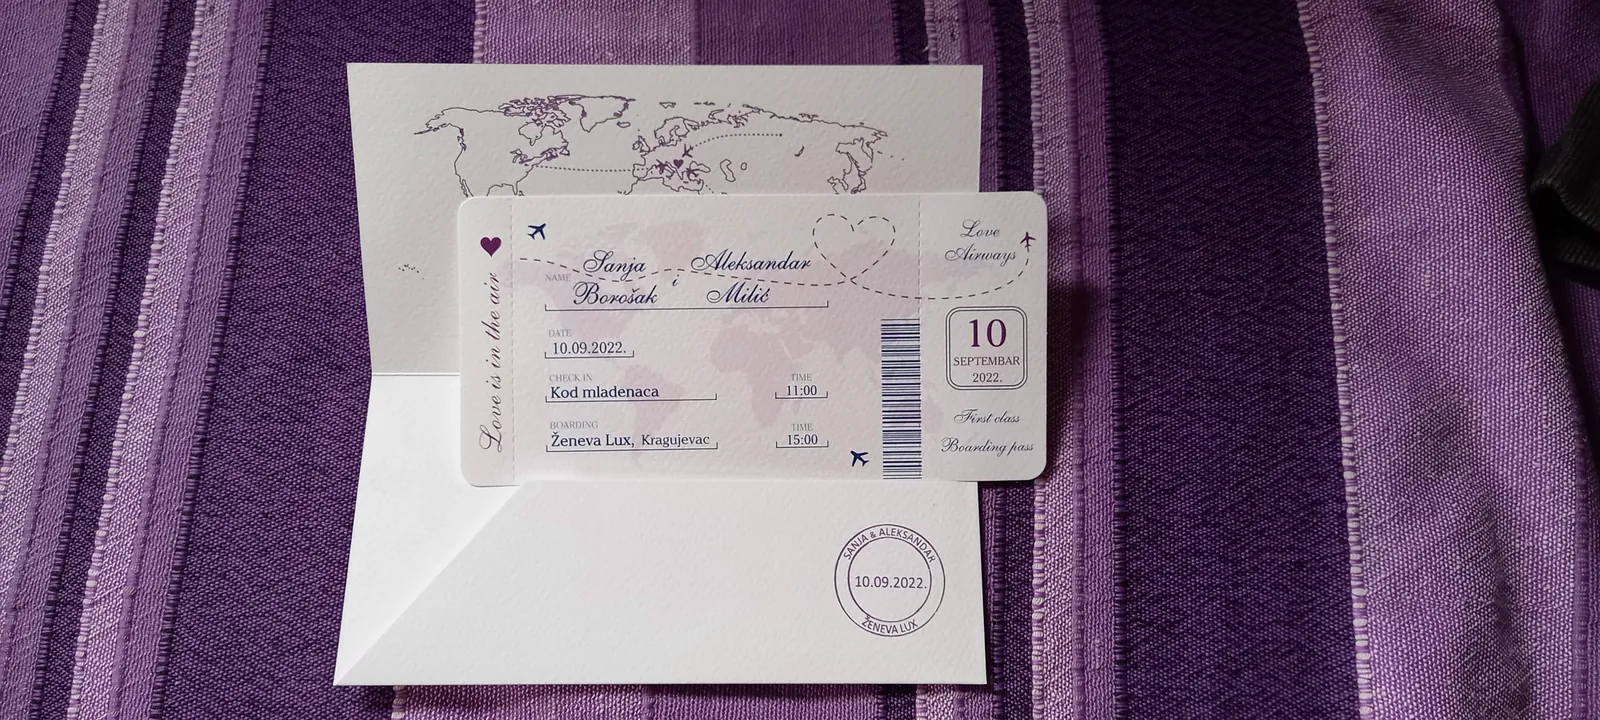 Love is in the air
NAME
Sanja i Aleksandar
Borošak Milić
DATE
10.09.2022.
CHECK IN TIME
Kod mladenaca 11:00
BOARDING TIME
Ženeva Lux, Kragujevac 15:00
Love
Airways
10
SEPTEMBAR
2022.
First class
Boarding pass
SANJA & ALEKSANDAR
10.09.2022.
ŽENEVA LUX